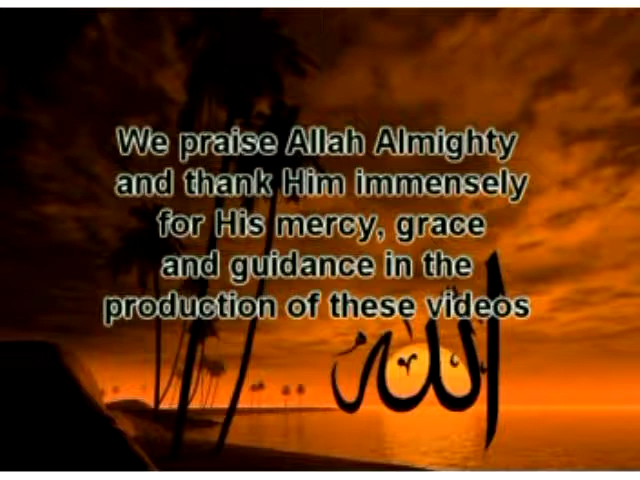 We praise Allah Almighty
and thank Him immensely
for His mercy, grace
and guidance in the
production of these videos
الله